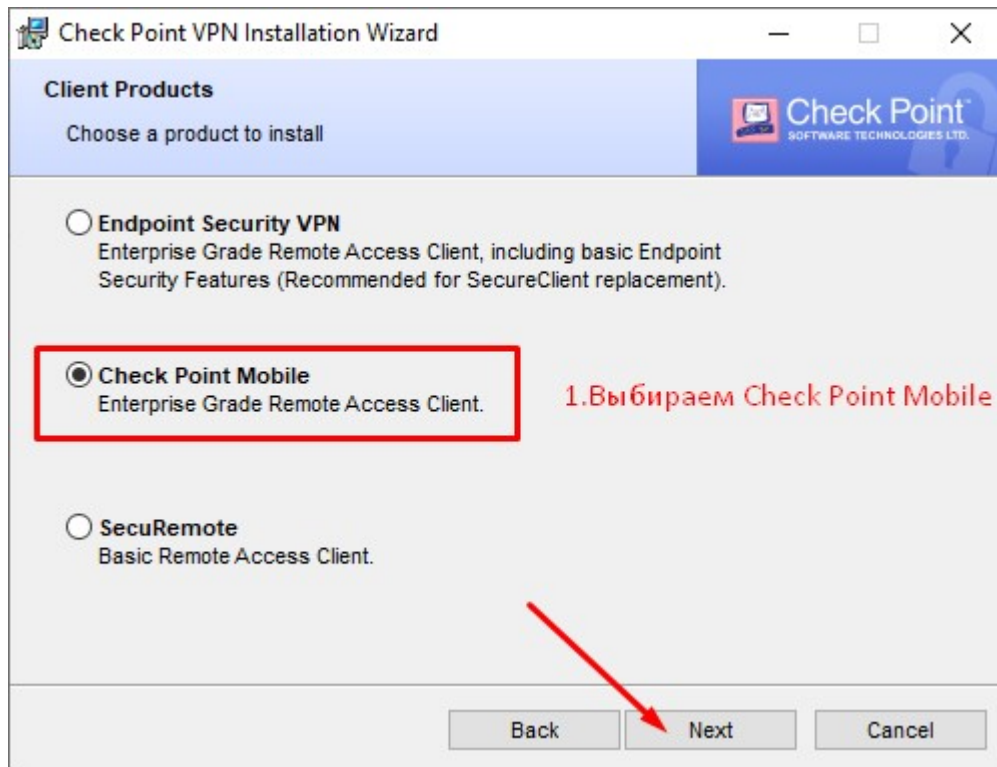 Check Point VPN Installation Wizard
Client Products
Choose a product to install
Check Point™
SOFTWARE TECHNOLOGIES LTD.
Endpoint Security VPN
Enterprise Grade Remote Access Client, including basic Endpoint
Security Features (Recommended for SecureClient replacement).
Check Point Mobile
Enterprise Grade Remote Access Client.
1.Выбираем Check Point Mobile
SecuRemote
Basic Remote Access Client.
Back
Next
Cancel